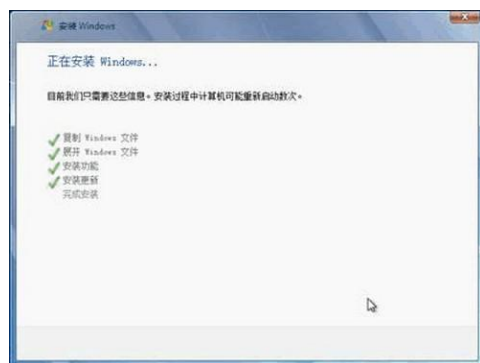 安装 Windows
正在安装 Windows...
目前我们只需要这些信息。安装过程中计算机可能重新启动数次。
复制 Windows 文件
展开 Windows 文件
安装功能
安装更新
完成安装